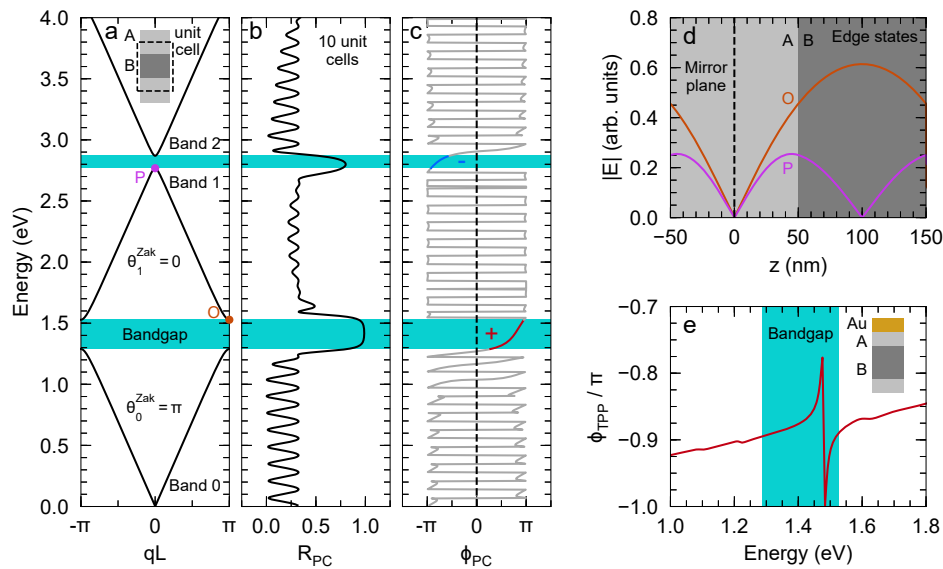 a
A
B
unit
cell
Band 2
P
Band 1
θ₁ᶻᵃᵏ = 0
O
Bandgap
θ₀ᶻᵃᵏ = π
Band 0
Energy (eV)
4.0
3.5
3.0
2.5
2.0
1.5
1.0
0.5
0.0
-π
0
π
qL
b
10 unit
cells
0.0
0.5
1.0
R_PC
c
-
+
-π
0
π
ϕ_PC
d
A
B
Edge states
Mirror
plane
O
P
|E| (arb. units)
0.8
0.6
0.4
0.2
0.0
−50
0
50
100
150
z (nm)
e
Bandgap
Au
A
B
ϕ_TPP / π
−0.7
−0.8
−0.9
−1.0
1.0
1.2
1.4
1.6
1.8
Energy (eV)